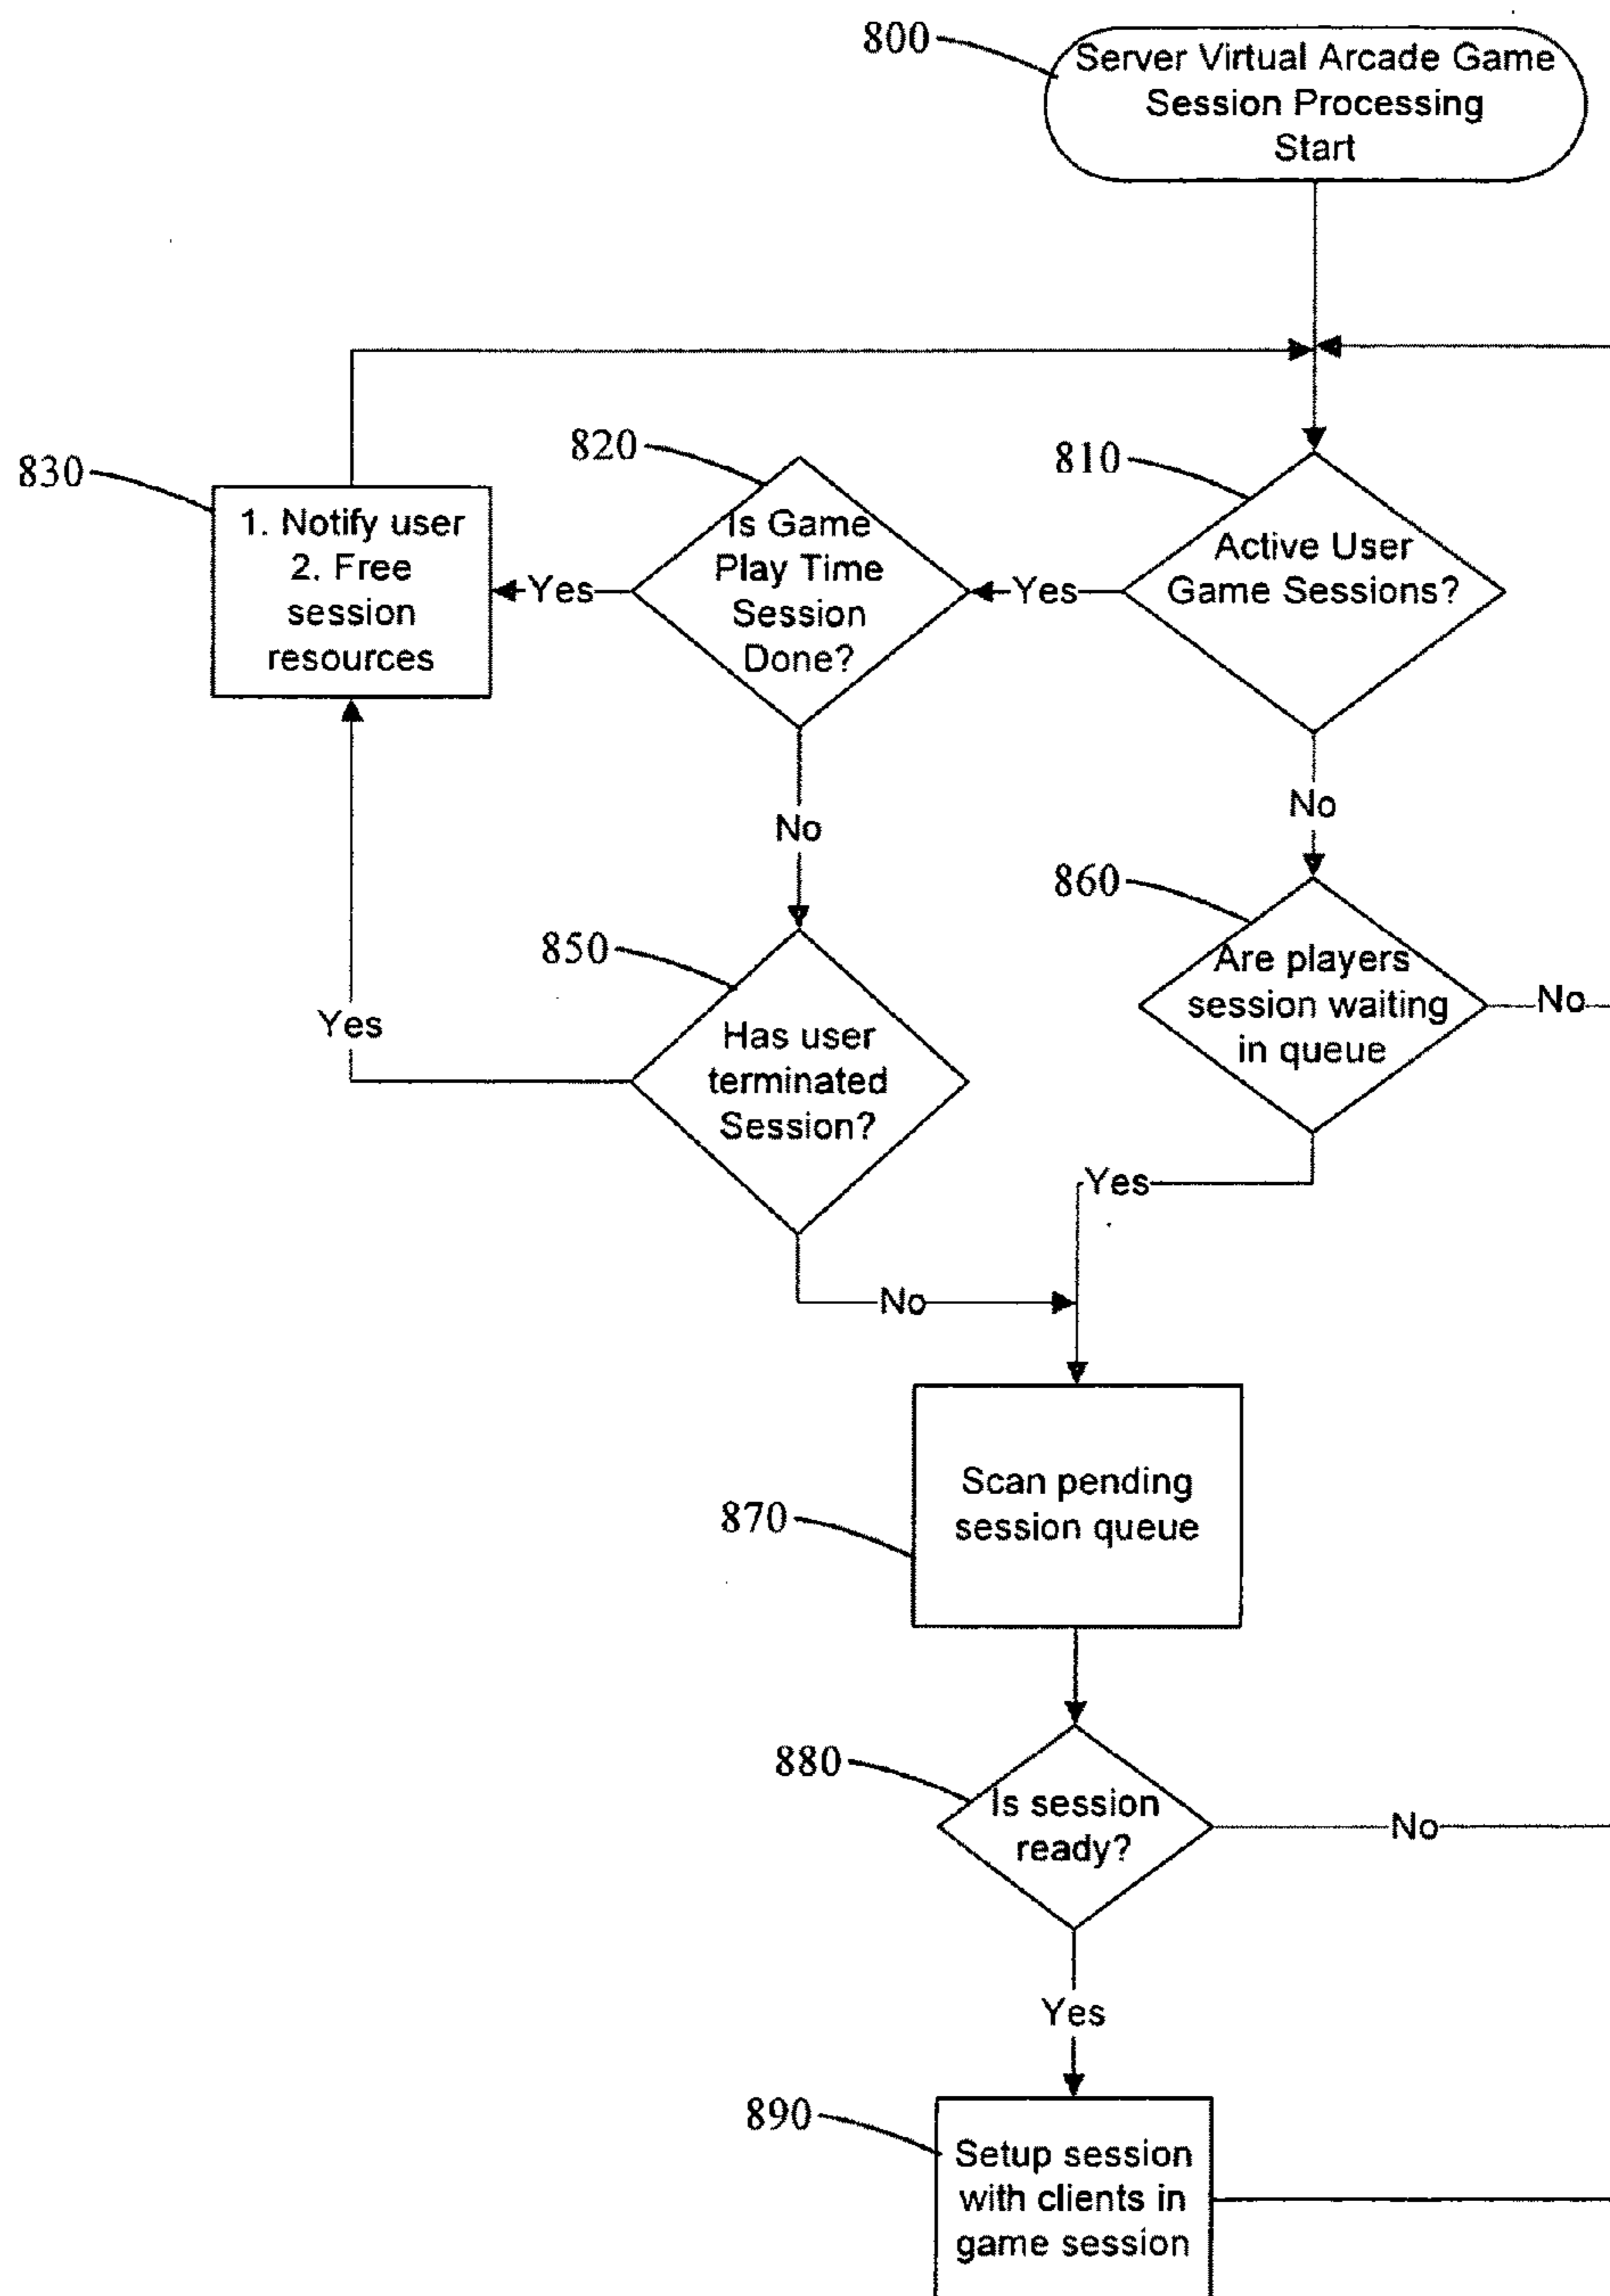 800
Server Virtual Arcade Game
Session Processing
Start
830
1. Notify user
2. Free
session
resources
820
Is Game
Play Time
Session
Done?
Yes
Yes
810
Active User
Game Sessions?
No
No
860
Are players
session waiting
in queue
No
850
Has user
terminated
Session?
Yes
Yes
No
870
Scan pending
session queue
880
Is session
ready?
No
Yes
890
Setup session
with clients in
game session